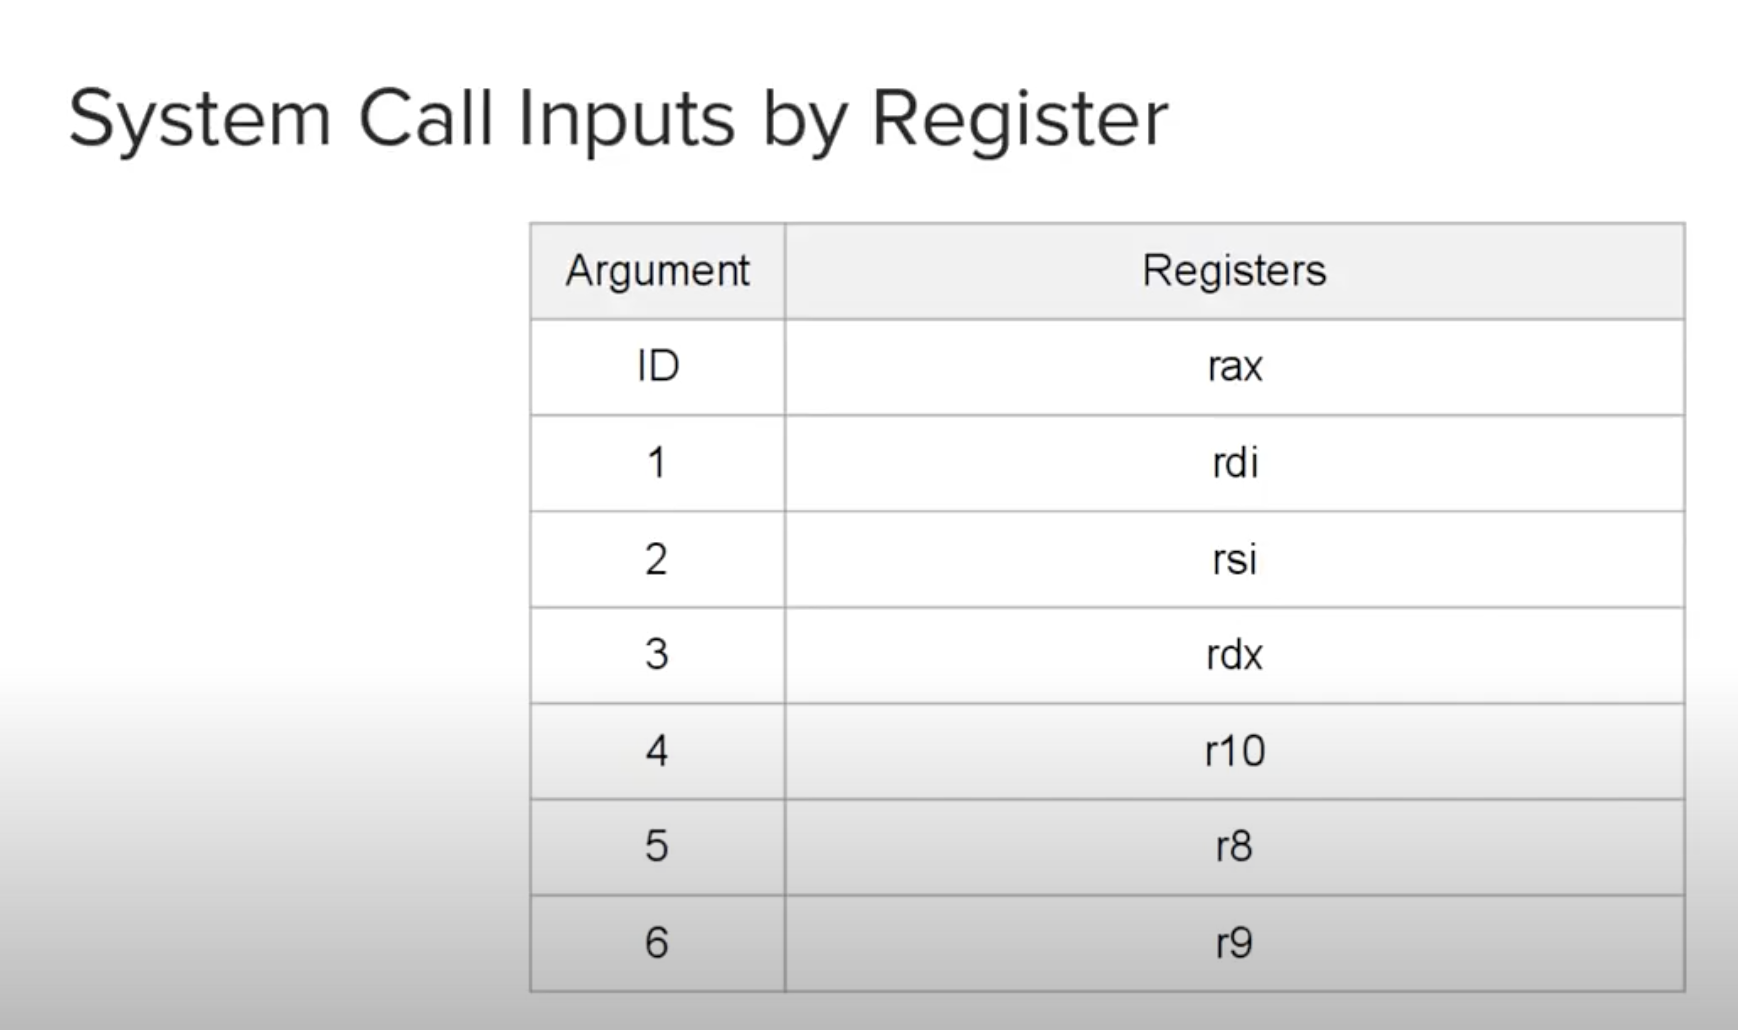 System Call Inputs by Register
Argument Registers
ID rax
1 rdi
2 rsi
3 rdx
4 r10
5 r8
6 r9